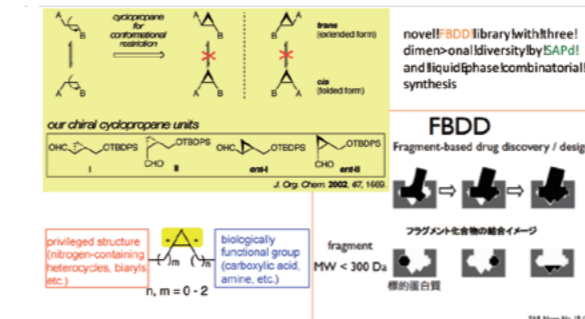 cyclopropane
for
conformational
restriction
A
B
A
B
A
B
A
B
A
B
A
B
trans
(extended form)
cis
(folded form)
our chiral cyclopropane units
OHC
OTBDPS
I
OTBDPS
CHO
II
OHC
OTBDPS
ent-I
OTBDPS
CHO
ent-II
J. Org. Chem. 2002, 67, 1669.
novel!FBDD!library!with!three!
dimen>onal!diversity!by!SAPd!
and!liquid phase!combinatorial!
synthesis
FBDD
Fragment-based drug discovery / desig
フラグメント化合物の結合イメージ
fragment
MW < 300 Da
標的蛋白質
privileged structure
(nitrogen-containing
heterocycles, biaryls,
etc.)
( )m ( )n
n, m = 0 - 2
biologically
functional group
(carboxylic acid,
amine, etc.)